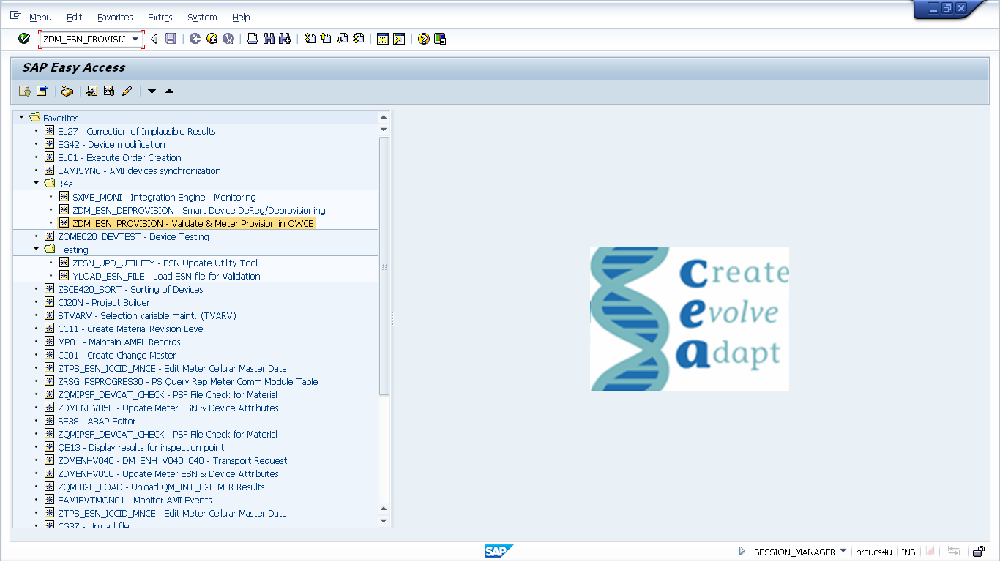 Menu Edit Favorites Extras System Help
ZDM_ESN_PROVISIC
SAP Easy Access
Favorites
EL27 - Correction of Implausible Results
EG42 - Device modification
EL01 - Execute Order Creation
EAMISYNC - AMI devices synchronization
R4a
SXMB_MONI - Integration Engine - Monitoring
ZDM_ESN_DEPROVISION - Smart Device DeReg/Deprovisioning
ZDM_ESN_PROVISION - Validate & Meter Provision in OWCE
ZQME020_DEVTEST - Device Testing
Testing
ZESN_UPD_UTILITY - ESN Update Utility Tool
YLOAD_ESN_FILE - Load ESN file for Validation
ZSCE420_SORT - Sorting of Devices
CJ20N - Project Builder
STVARV - Selection variable maint. (TVARV)
CC11 - Create Material Revision Level
MP01 - Maintain AMPL Records
CC01 - Create Change Master
ZTPS_ESN_ICCID_MNCE - Edit Meter Cellular Master Data
ZRSG_PSPROGRES30 - PS Query Rep Meter Comm Module Table
ZQMIPSF_DEVCAT_CHECK - PSF File Check for Material
ZDMENHV050 - Update Meter ESN & Device Attributes
SE38 - ABAP Editor
ZQMIPSF_DEVCAT_CHECK - PSF File Check for Material
QE13 - Display results for inspection point
ZDMENHV040 - DM_ENH_V040_040 - Transport Request
ZDMENHV050 - Update Meter ESN & Device Attributes
ZQMI020_LOAD - Upload QM_INT_020 MFR Results
EAMIEVTMON01 - Monitor AMI Events
ZTPS_ESN_ICCID_MNCE - Edit Meter Cellular Master Data
CG37 - Upload file
Create
evolve
adapt
SAP
SESSION_MANAGER brcucs4u INS